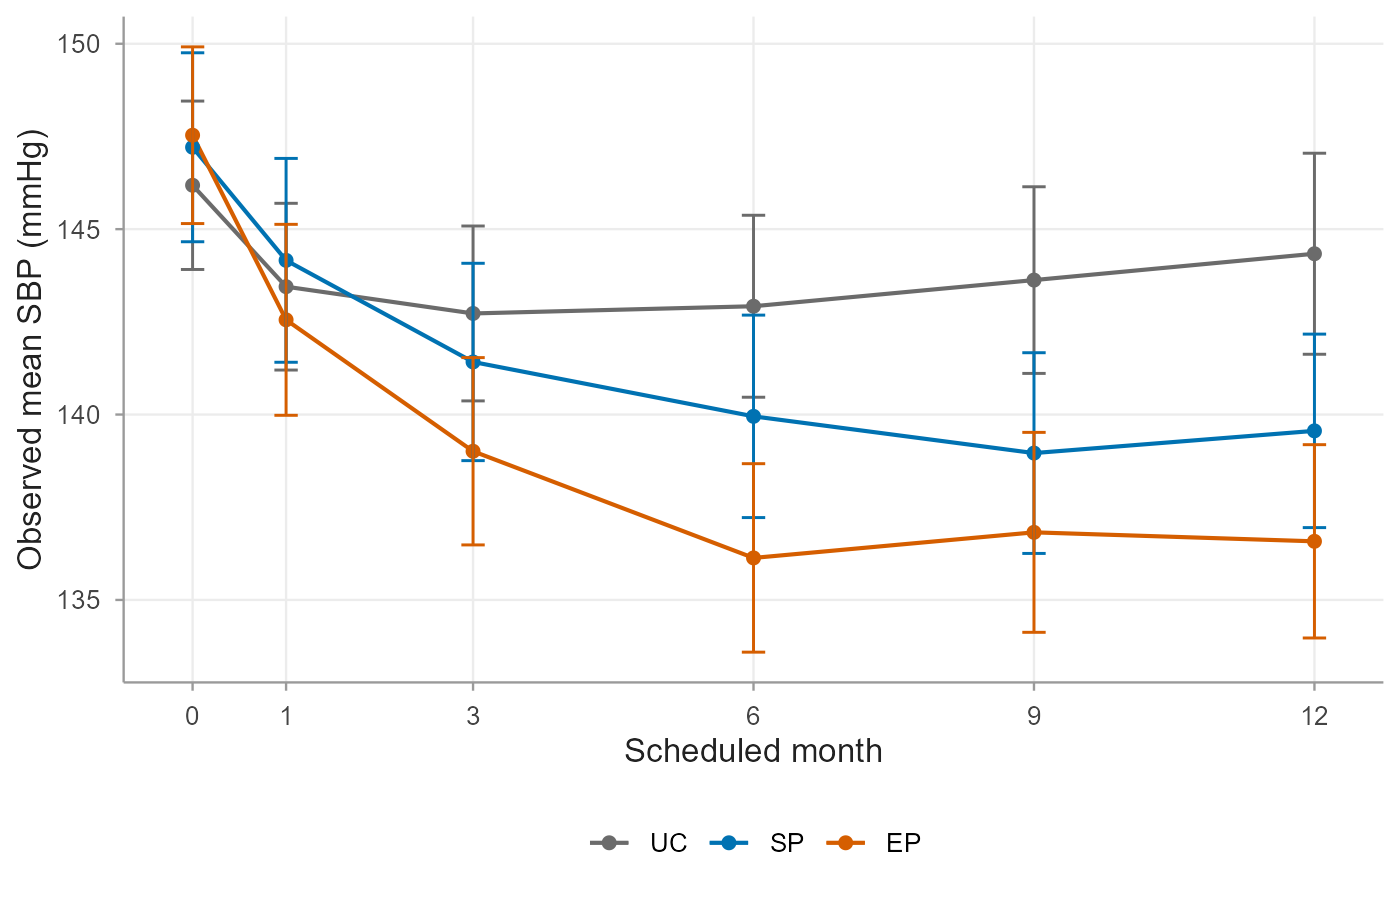 Observed mean SBP (mmHg)
150
145
140
135
0 1 3 6 9 12
Scheduled month
UC SP EP